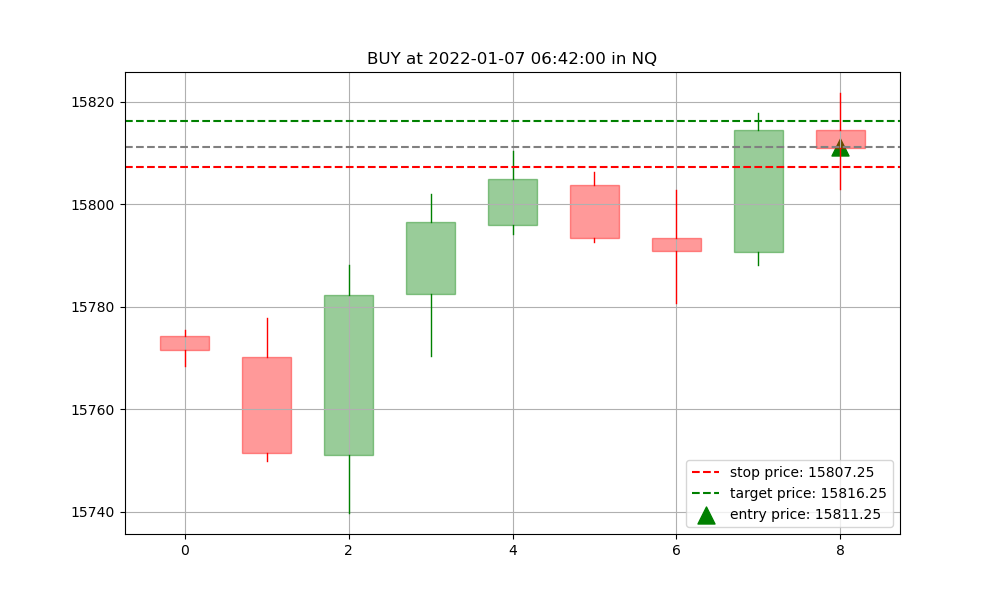 BUY at 2022-01-07 06:42:00 in NQ
15820
15800
15780
15760
15740
stop price: 15807.25
target price: 15816.25
entry price: 15811.25
0 2 4 6 8